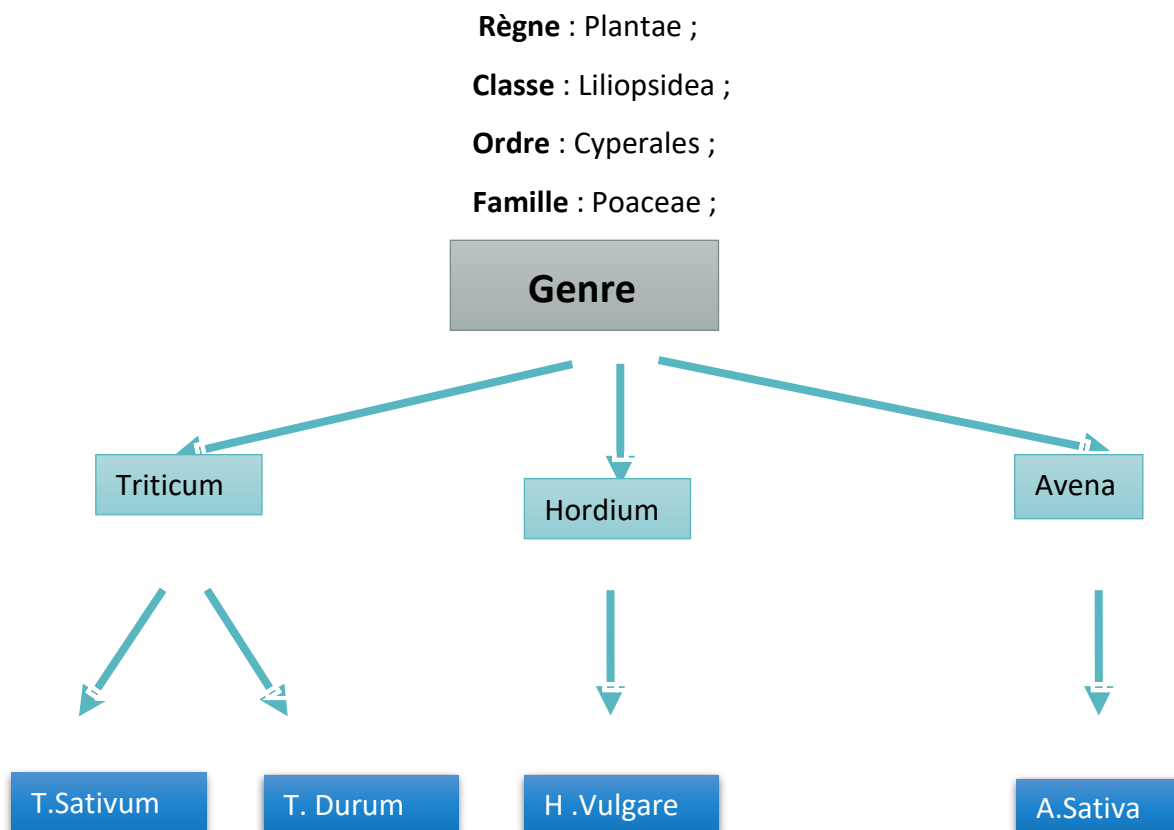 Règne : Plantae ;
Classe : Liliopsidea ;
Ordre : Cyperales ;
Famille : Poaceae ;
Genre
Triticum
Hordium
Avena
T.Sativum
T. Durum
H .Vulgare
A.Sativa